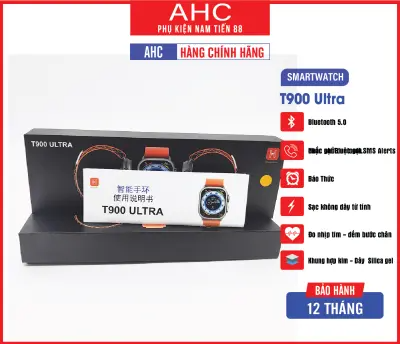 AHC
PHỤ KIỆN NAM TIẾN 88
AHC HÀNG CHÍNH HÃNG
SMARTWATCH
T900 Ultra
Bluetooth 5.0
SMS Alerts
Báo Thức
Sạc không dây từ tính
Đo nhịp tim - đếm bước chân
Khung hợp kim - Dây Silica gel
BẢO HÀNH
12 THÁNG
T900 ULTRA
智能手环
使用说明书
T900 ULTRA